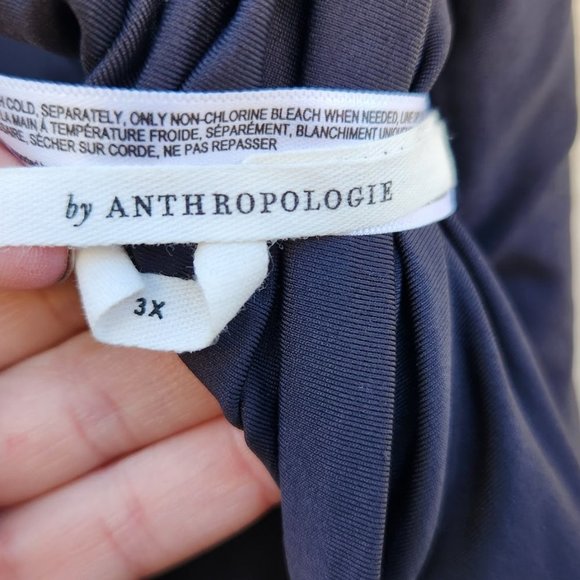 COLD, SEPARATELY, ONLY NON-CHLORINE BLEACH WHEN NEEDED, LINE
LA MAIN À TEMPÉRATURE FROIDE, SÉPARÉMENT, BLANCHIMENT
SÉCHER SUR CORDE, NE PAS REPASSER
by ANTHROPOLOGIE
3X